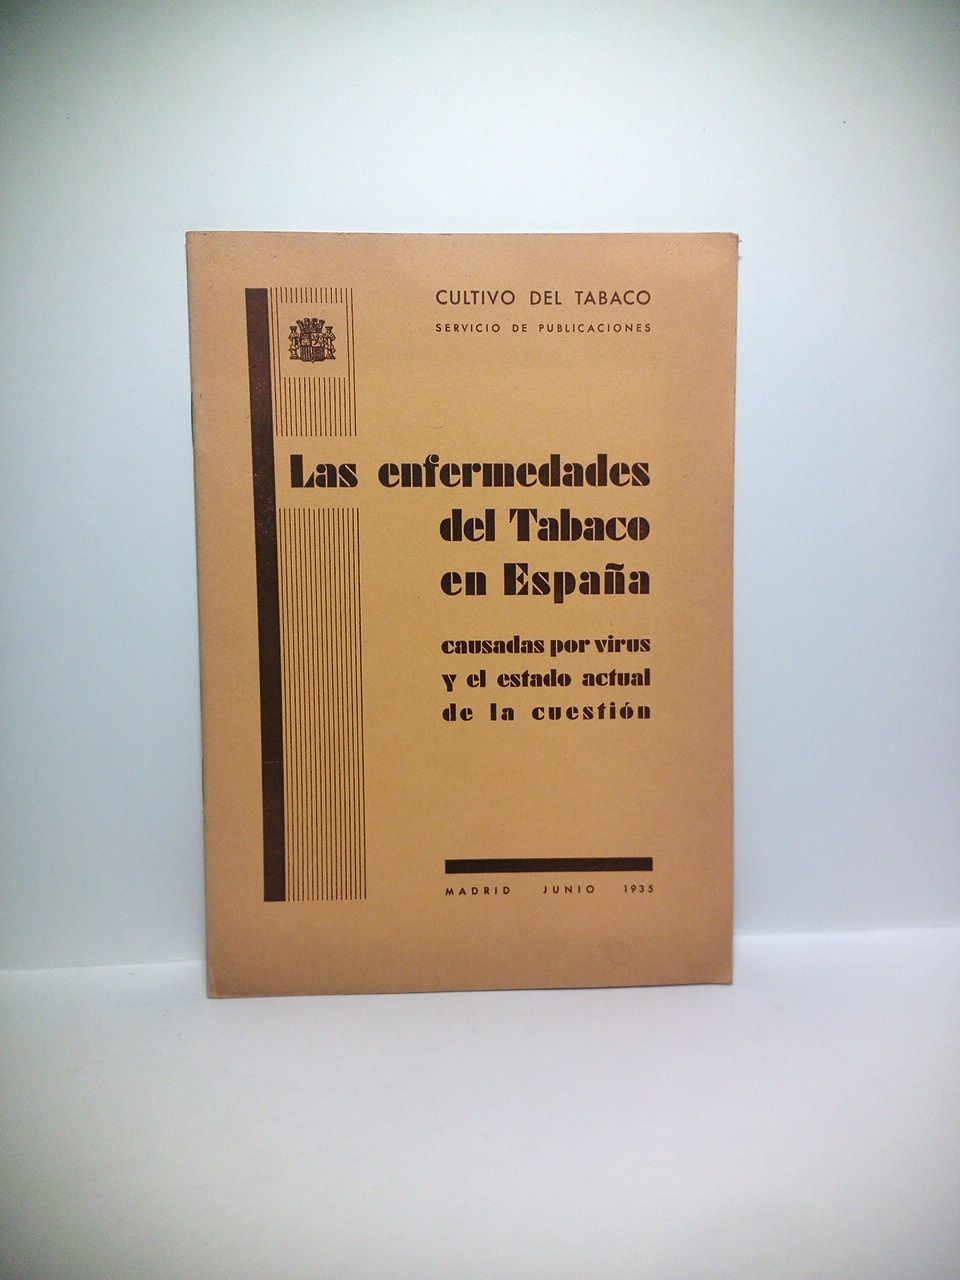 CULTIVO DEL TABACO
SERVICIO DE PUBLICACIONES
Las enfermedades
del Tabaco
en España
causadas por virus
y el estado actual
de la cuestión
MADRID JUNIO 1935